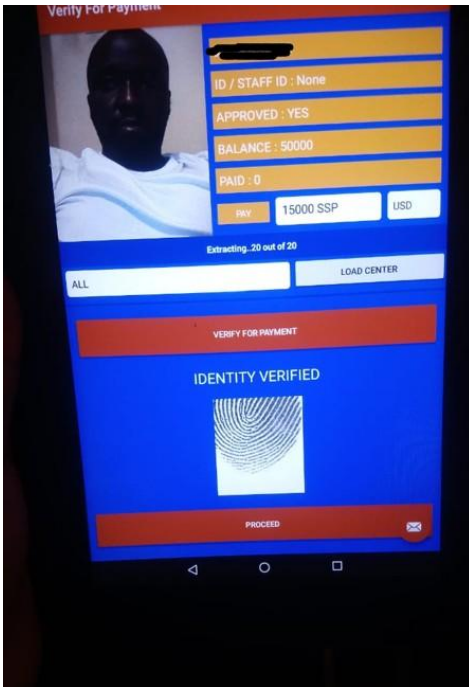 Verify For Payment
ID / STAFF ID : None
APPROVED : YES
BALANCE : 50000
PAID : 0
PAY
15000 SSP
USD
Extracting..20 out of 20
ALL
LOAD CENTER
VERIFY FOR PAYMENT
IDENTITY VERIFIED
PROCEED